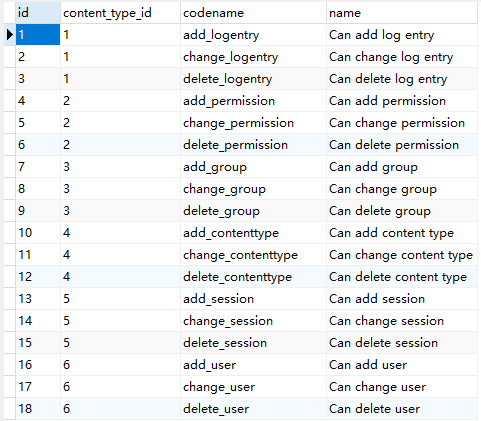 id content_type_id codename name
1 1 add_logentry Can add log entry
2 1 change_logentry Can change log entry
3 1 delete_logentry Can delete log entry
4 2 add_permission Can add permission
5 2 change_permission Can change permission
6 2 delete_permission Can delete permission
7 3 add_group Can add group
8 3 change_group Can change group
9 3 delete_group Can delete group
10 4 add_contenttype Can add content type
11 4 change_contenttype Can change content type
12 4 delete_contenttype Can delete content type
13 5 add_session Can add session
14 5 change_session Can change session
15 5 delete_session Can delete session
16 6 add_user Can add user
17 6 change_user Can change user
18 6 delete_user Can delete user